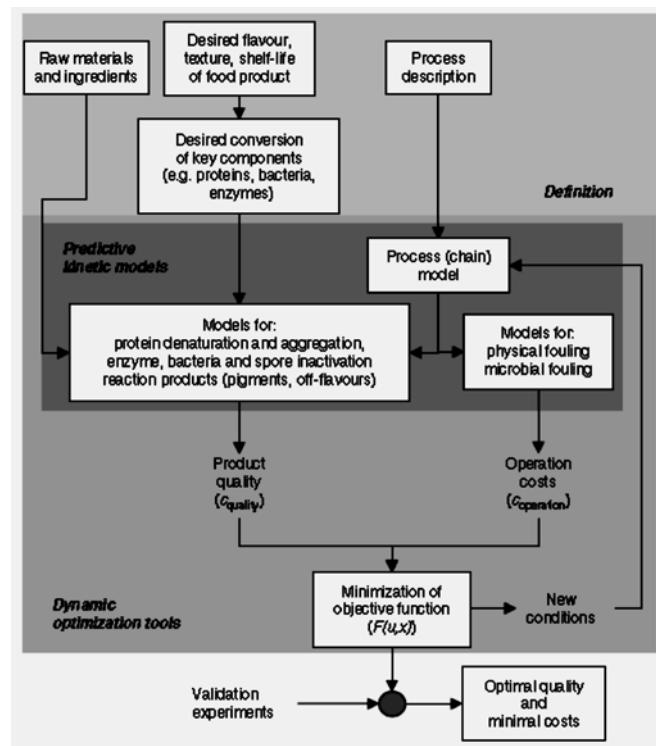 Raw materials
and ingredients
Desired flavour,
texture, shelf-life
of food product
Process
description
Desired conversion
of key components
(e.g. proteins, bacteria,
enzymes)
Definition
Predictive
kinetic models
Process (chain)
model
Models for:
protein denaturation and aggregation,
enzyme, bacteria and spore inactivation
reaction products (pigments, off-flavours)
Models for:
physical fouling
microbial fouling
Product
quality
(Cquality)
Operation
costs
(Coperation)
Minimization of
objective function
(F(u,x))
New
conditions
Dynamic
optimization tools
Validation
experiments
Optimal quality
and
minimal costs